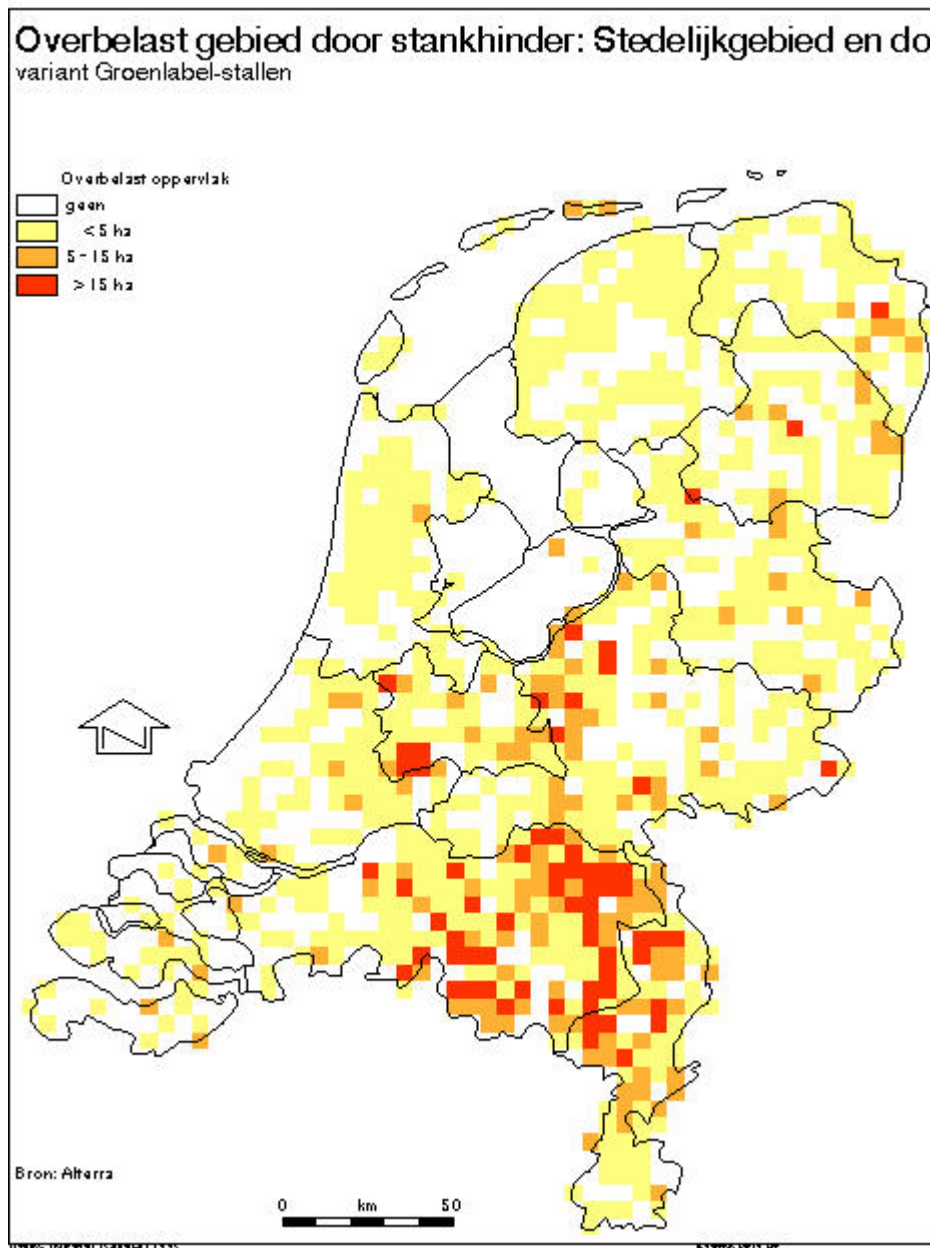 Overbelast gebied door stankhinder: Stedelijkgebied en do
variant Groenlabel-stallen
Overbelast oppervlak
geen
< 5 ha
5 - 15 ha
> 15 ha
Bron: Alterra
0 km 50